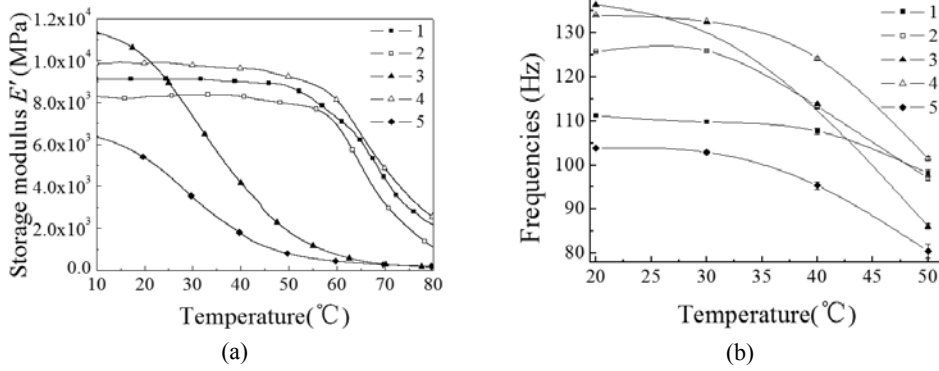 Storage modulus E′ (MPa)
1.2x10⁴
1.0x10⁴
8.0x10³
6.0x10³
4.0x10³
2.0x10³
0.0
10 20 30 40 50 60 70 80
Temperature(℃)
1
2
3
4
5
(a)
Frequencies (Hz)
130
120
110
100
90
80
20 25 30 35 40 45 50
Temperature(℃)
1
2
3
4
5
(b)